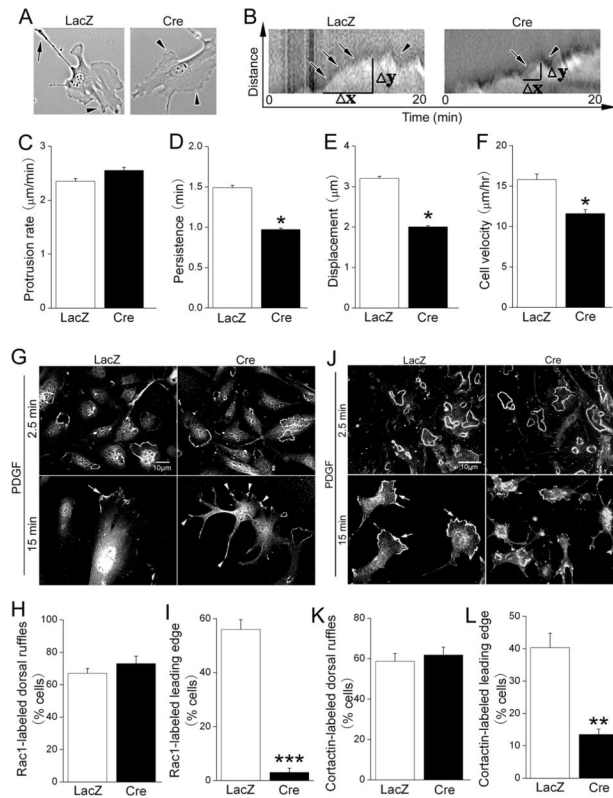 A
LacZ
Cre
B
LacZ
Cre
Distance
Δy
Δx
Δy
Δx
0
20
0
20
Time (min)
C
Protrusion rate (μm/min)
3
2
1
0
LacZ
Cre
D
Persistence (min)
2.0
1.5
1.0
0.5
0.0
*
LacZ
Cre
E
Displacement (μm)
4
3
2
1
0
*
LacZ
Cre
F
Cell velocity (μm/hr)
20
15
10
5
0
*
LacZ
Cre
G
LacZ
Cre
PDGF
2.5 min
15 min
10μm
J
LacZ
Cre
PDGF
2.5 min
15 min
10μm
H
Rac1-labeled dorsal ruffles
(% cells)
100
80
60
40
20
0
LacZ
Cre
I
Rac1-labeled leading edge
(% cells)
60
40
20
0
***
LacZ
Cre
K
Cortactin-labeled dorsal ruffles
(% cells)
80
60
40
20
0
LacZ
Cre
L
Cortactin-labeled leading edge
(% cells)
50
40
30
20
10
0
**
LacZ
Cre